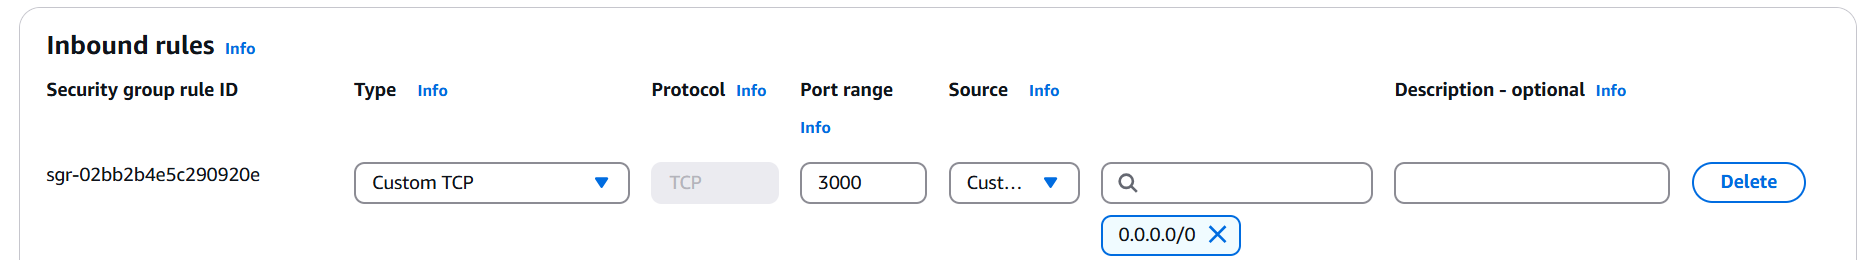 Inbound rules Info
Security group rule ID Type Info Protocol Info Port range Info Source Info Description - optional Info
sgr-02bb2b4e5c290920e Custom TCP TCP 3000 Cust... Delete
0.0.0.0/0